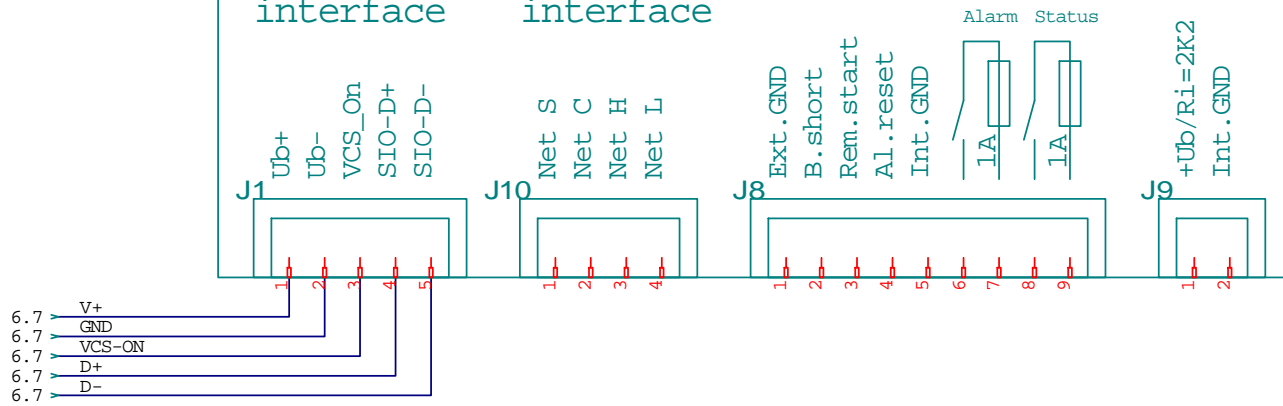 interface interface
Alarm Status
Ub+ Ub- VCS_On SIO-D+ SIO-D-
Net S Net C Net H Net L
Ext.GND B.short Rem.start Al.reset Int.GND 1A 1A
+Ub/Ri=2K2 Int.GND
J1 J10 J8 J9
1 2 3 4 5 1 2 3 4 1 2 3 4 5 6 7 8 9 1 2
6.7 V+
6.7 GND
6.7 VCS-ON
6.7 D+
6.7 D-